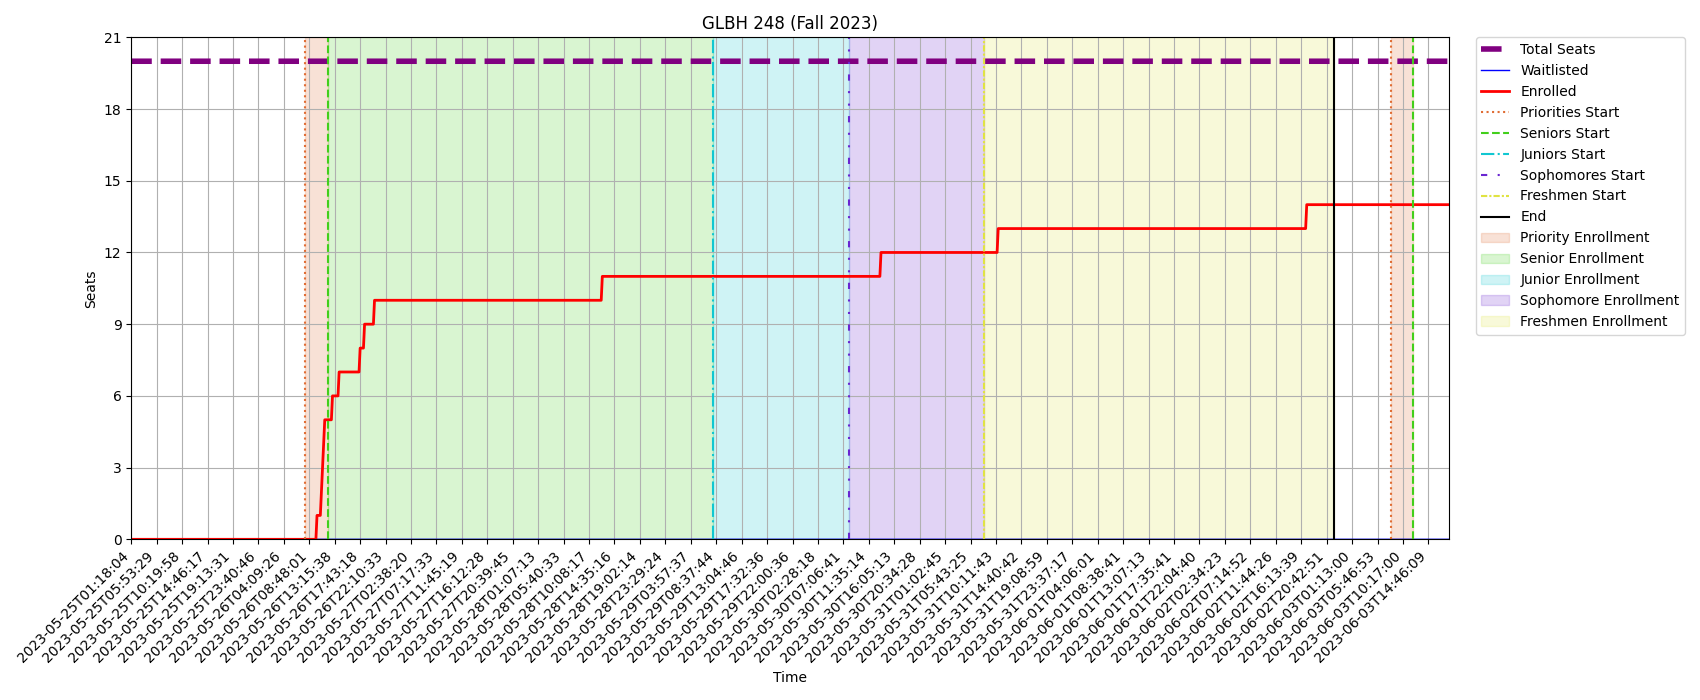 GLBH 248 (Fall 2023)
21
18
15
12
9
6
3
0
Seats
2023-05-25T01:18:04
2023-05-25T05:53:29
2023-05-25T10:19:58
2023-05-25T14:46:17
2023-05-25T19:13:31
2023-05-25T23:40:46
2023-05-26T04:09:26
2023-05-26T08:48:01
2023-05-26T13:15:38
2023-05-26T17:43:18
2023-05-26T22:10:33
2023-05-27T02:38:20
2023-05-27T07:17:33
2023-05-27T11:45:19
2023-05-27T16:12:28
2023-05-27T20:39:45
2023-05-28T01:07:13
2023-05-28T05:40:33
2023-05-28T10:08:17
2023-05-28T14:35:16
2023-05-28T19:02:14
2023-05-28T23:29:24
2023-05-29T03:57:37
2023-05-29T08:37:44
2023-05-29T13:04:46
2023-05-29T17:32:36
2023-05-29T22:00:36
2023-05-30T02:28:18
2023-05-30T07:06:41
2023-05-30T11:35:14
2023-05-30T16:05:13
2023-05-30T20:34:28
2023-05-31T01:02:45
2023-05-31T05:43:25
2023-05-31T10:11:43
2023-05-31T14:40:42
2023-05-31T19:08:59
2023-05-31T23:37:17
2023-06-01T04:06:01
2023-06-01T08:38:41
2023-06-01T13:07:13
2023-06-01T17:35:41
2023-06-01T22:04:40
2023-06-02T02:34:23
2023-06-02T07:14:52
2023-06-02T11:44:26
2023-06-02T16:13:39
2023-06-02T20:42:51
2023-06-03T01:13:00
2023-06-03T05:46:53
2023-06-03T10:17:00
2023-06-03T14:46:09
Time
Total Seats
Waitlisted
Enrolled
Priorities Start
Seniors Start
Juniors Start
Sophomores Start
Freshmen Start
End
Priority Enrollment
Senior Enrollment
Junior Enrollment
Sophomore Enrollment
Freshmen Enrollment